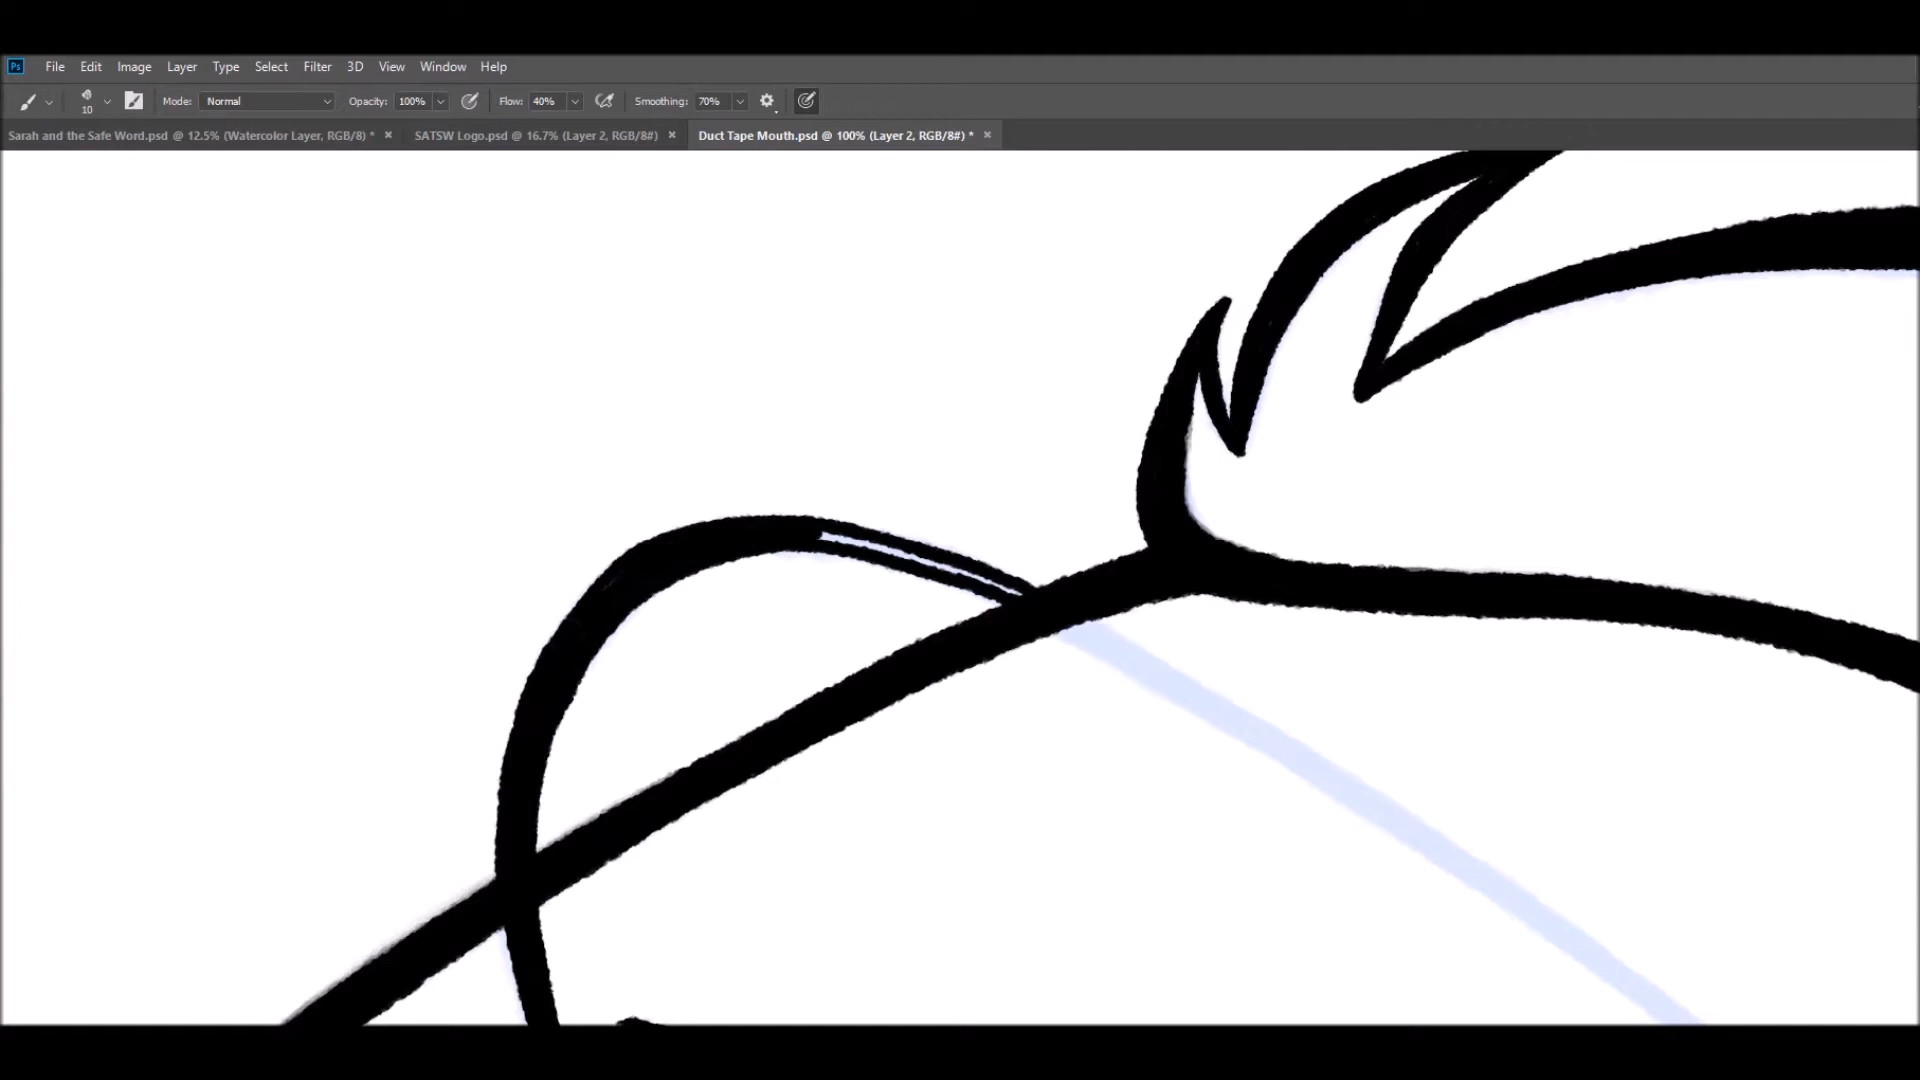 Ps File Edit Image Layer Type Select Filter 3D View Window Help
10 Mode: Normal Opacity: 100% Flow: 40% Smoothing: 70%
Sarah and the Safe Word.psd @ 12.5% (Watercolor Layer, RGB/8) * × SATSW Logo.psd @ 16.7% (Layer 2, RGB/8#) × Duct Tape Mouth.psd @ 100% (Layer 2, RGB/8#) * ×